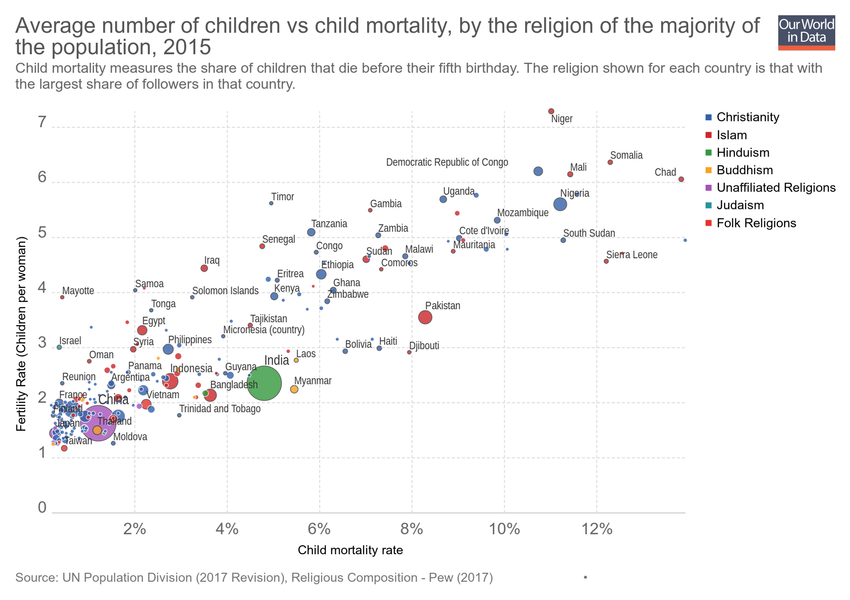 Average number of children vs child mortality, by the religion of the majority of
the population, 2015
Our World
in Data
Child mortality measures the share of children that die before their fifth birthday. The religion shown for each country is that with
the largest share of followers in that country.
Fertility Rate (Children per woman)
7
6
5
4
3
2
1
0
Niger
Somalia
Democratic Republic of Congo
Mali
Chad
Timor
Uganda
Nigeria
Gambia
Mozambique
Tanzania
Zambia
Cote d'Ivoire
South Sudan
Senegal
Congo
Sudan
Malawi
Mauritania
Sierra Leone
Iraq
Ethiopia
Comoros
Eritrea
Ghana
Mayotte
Samoa
Solomon Islands
Kenya
Zimbabwe
Tonga
Pakistan
Egypt
Tajikistan
Micronesia (country)
Israel
Syria
Philippines
Bolivia
Haiti
Djibouti
Oman
India
Laos
Panama
Indonesia
Guyana
Reunion
Argentina
Bangladesh
Myanmar
France
China
Vietnam
Trinidad and Tobago
Thailand
Taiwan
Moldova
2%
4%
6%
8%
10%
12%
Child mortality rate
Christianity
Islam
Hinduism
Buddhism
Unaffiliated Religions
Judaism
Folk Religions
Source: UN Population Division (2017 Revision), Religious Composition - Pew (2017)